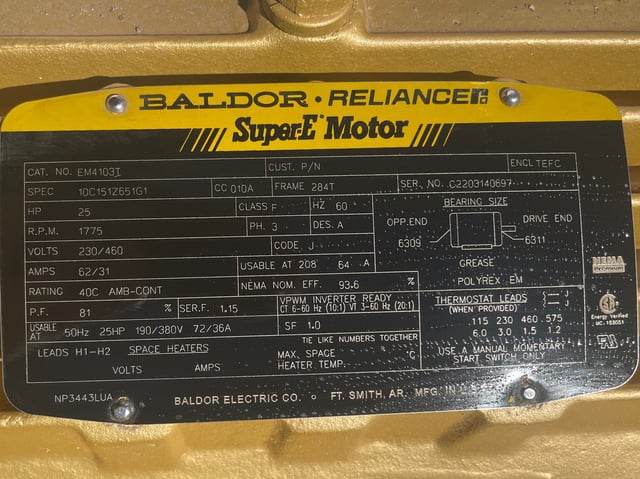 BALDOR · RELIANCER
Super-E Motor
CAT. NO. EM4103T CUST. P/N ENCL TEFC
SPEC 10C151Z651G1 CC 010A FRAME 284T SER. NO. C2203140697
HP 25 CLASS F HZ 60 BEARING SIZE
R.P.M. 1775 PH. 3 DES. A OPP.END DRIVE END
VOLTS 230/460 CODE J 6309 6311
AMPS 62/31 USABLE AT 208 64 A GREASE
RATING 40C AMB-CONT NEMA NOM. EFF. 93.6 % POLYREX EM
P.F. 81 % SER.F. 1.15 VPWM INVERTER READY
CT 6-60 HZ (10:1) VT 3-60 HZ (20:1)
THERMOSTAT LEADS J
(WHEN PROVIDED) J
.115 .230 .460 .575
6.0 3.0 1.5 1.2
USABLE AT 50Hz 25HP 190/380V 72/36A SF 1.0
TIE LIKE NUMBERS TOGETHER
USE A MANUAL MOMENTARY
START SWITCH ONLY
LEADS H1-H2 SPACE HEATERS MAX. SPACE HEATER TEMP. °C
VOLTS AMPS
NEMA
Premium
Energy Verified
NP3443LUA BALDOR ELECTRIC CO. FT. SMITH, AR. MFG. IN U.S.A.